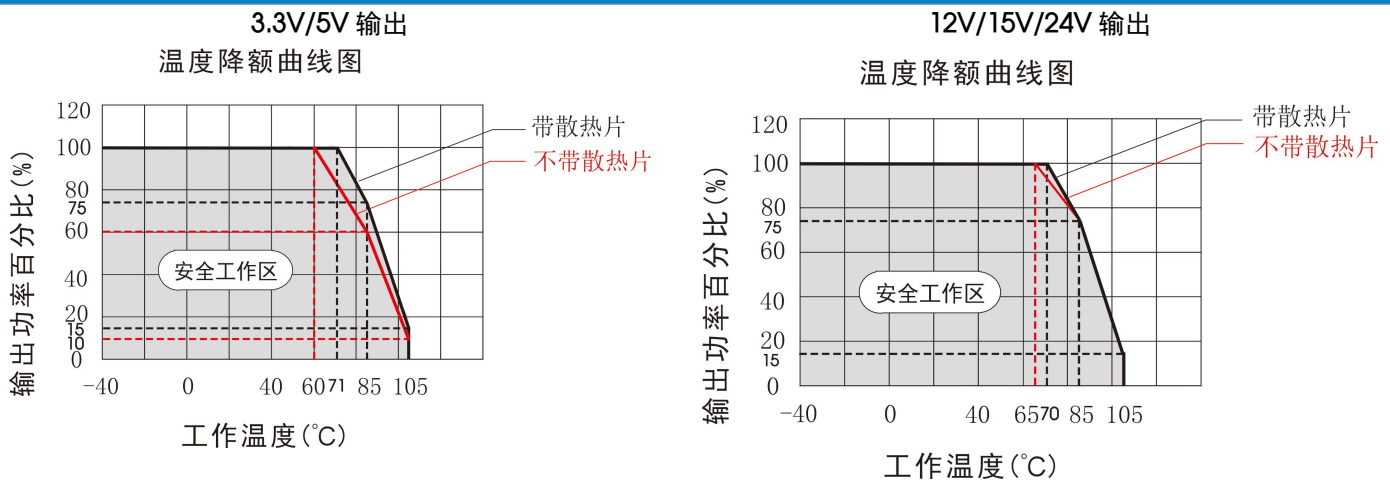 3.3V/5V 输出
温度降额曲线图
输出功率百分比(%)
120
100
80
75
60
40
20
15
10
0
带散热片
不带散热片
安全工作区
-40 0 40 60 71 85 105
工作温度(℃)
12V/15V/24V 输出
温度降额曲线图
输出功率百分比(%)
120
100
80
75
60
40
20
15
0
带散热片
不带散热片
安全工作区
-40 0 40 65 70 85 105
工作温度(℃)